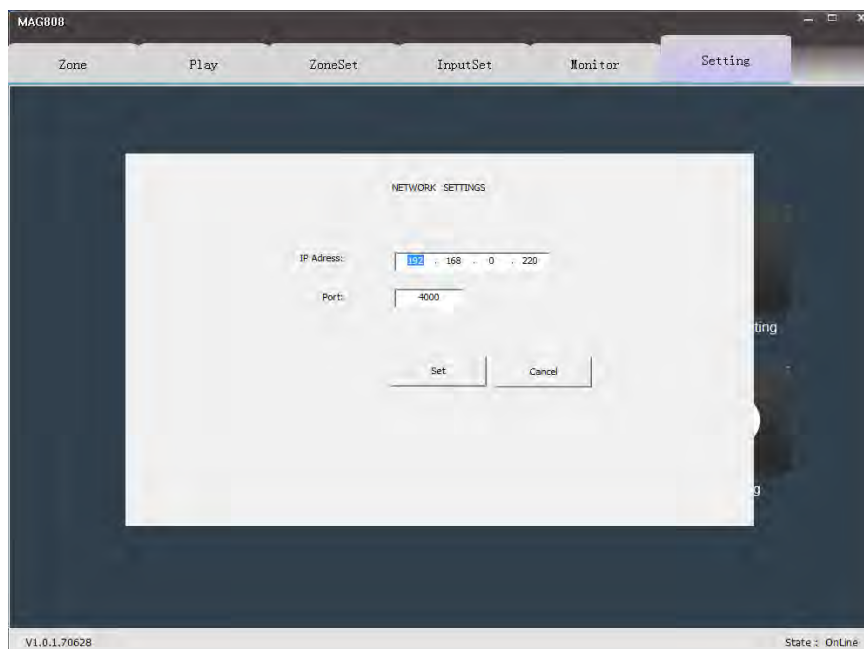 MAG808
Zone Play ZoneSet InputSet Monitor Setting
NETWORK SETTINGS
IP Adress: 192 . 168 . 0 . 220
Port: 4000
ting
Set Cancel
g
V1.0.1.70628 State : OnLine